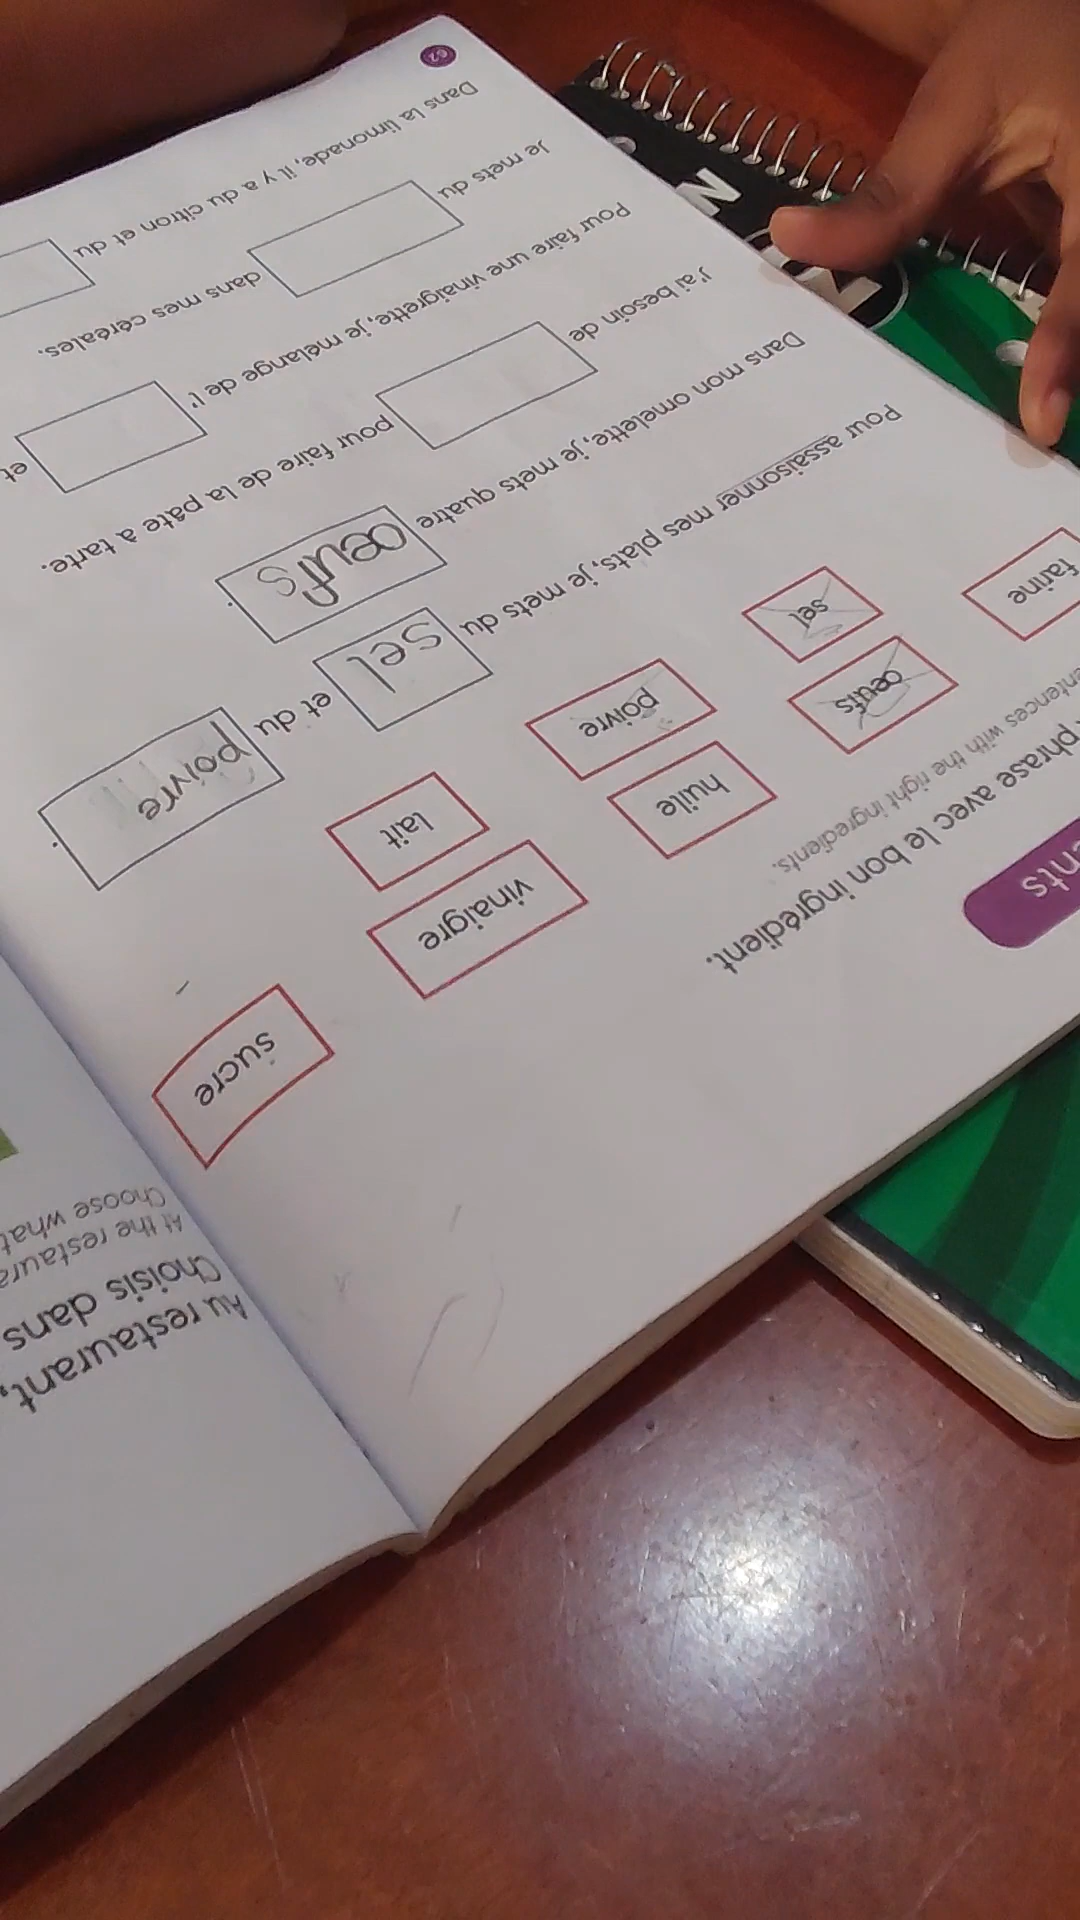 ents
phrase avec le bon ingrédient.
entences with the right ingredients.
farine
œufs
huile
vinaigre
sucre
sel
poivre
lait
Pour assaisonner mes plats, je mets du sel et du poivre.
Dans mon omelette, je mets quatre œufs.
J'ai besoin de pour faire de la pâte à tarte.
Pour faire une vinaigrette, je mélange de l' et
Je mets du dans mes céréales.
Dans la limonade, il y a du citron et du
62
Au restaurant,
Choisis dans
At the restaura
Choose what